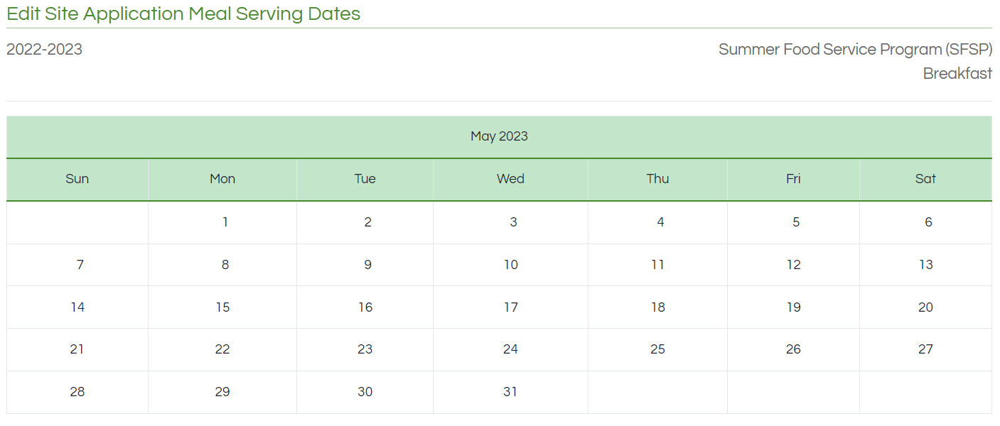 Edit Site Application Meal Serving Dates
2022-2023 Summer Food Service Program (SFSP)
Breakfast
May 2023
Sun Mon Tue Wed Thu Fri Sat
1 2 3 4 5 6
7 8 9 10 11 12 13
14 15 16 17 18 19 20
21 22 23 24 25 26 27
28 29 30 31